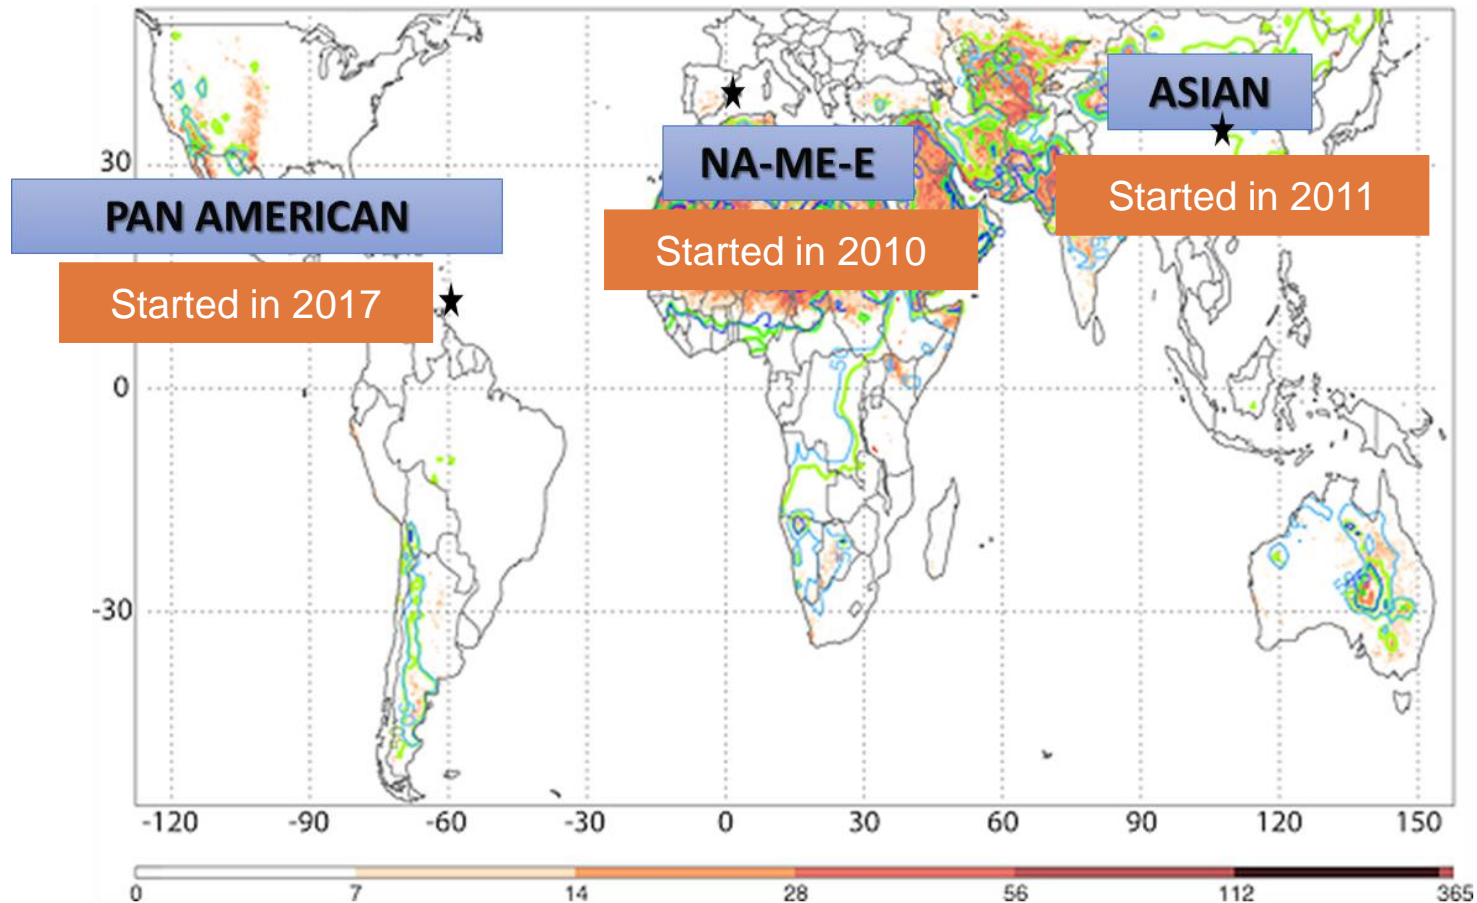 ASIAN
30
NA-ME-E
Started in 2011
PAN AMERICAN
Started in 2010
Started in 2017
0
50
-30
-120 -90 -60 -30 0 30 60 90 120 150
0 7 14 28 56 112 365